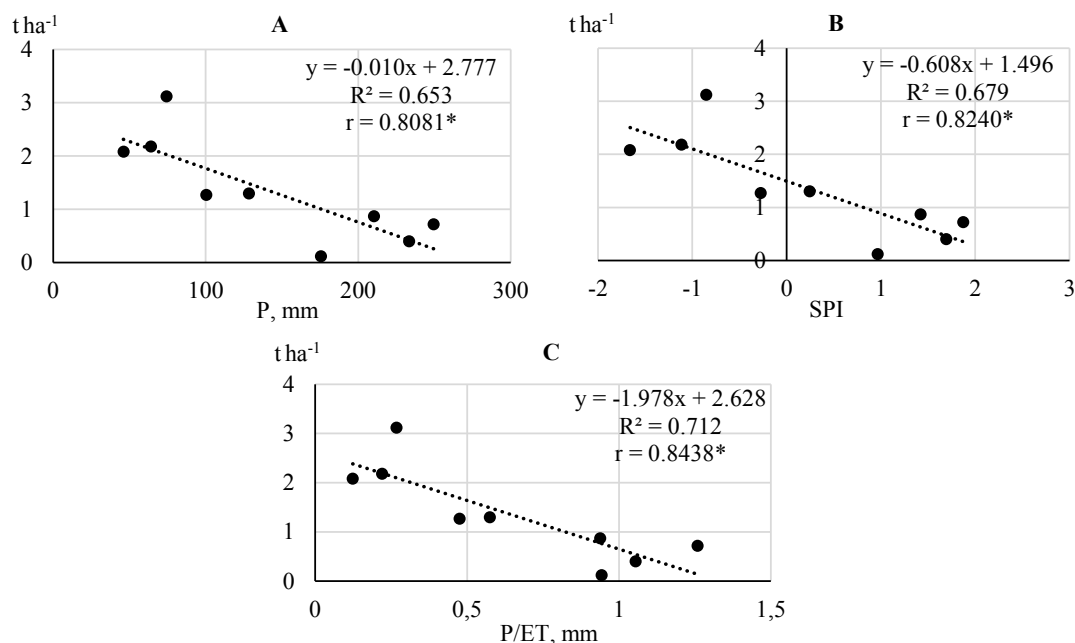 A
t ha-1
4
3
2
1
0
0 100 200 300
P, mm
y = -0.010x + 2.777
R² = 0.653
r = 0.8081*
B
t ha-1
4
3
2
1
0
-2 -1 0 1 2 3
SPI
y = -0.608x + 1.496
R² = 0.679
r = 0.8240*
C
t ha-1
4
3
2
1
0
0 0,5 1 1,5
P/ET, mm
y = -1.978x + 2.628
R² = 0.712
r = 0.8438*